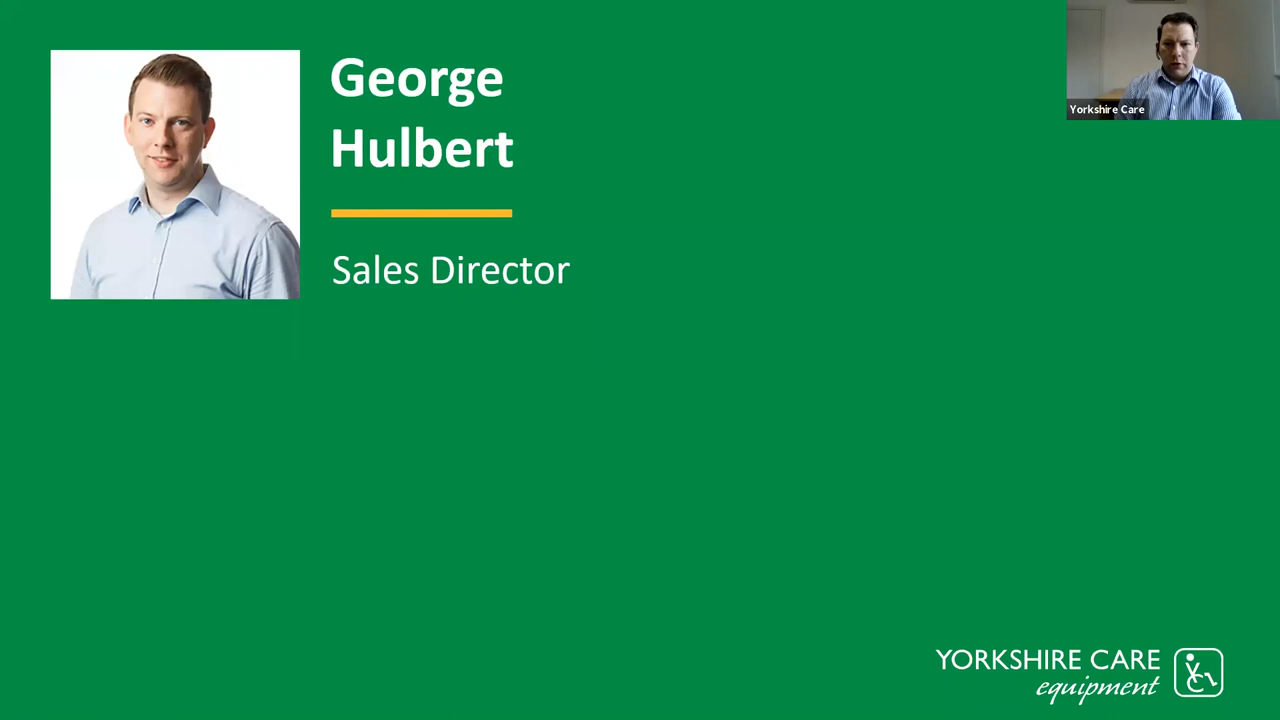 George
Hulbert
Sales Director
Yorkshire Care
YORKSHIRE CARE
equipment